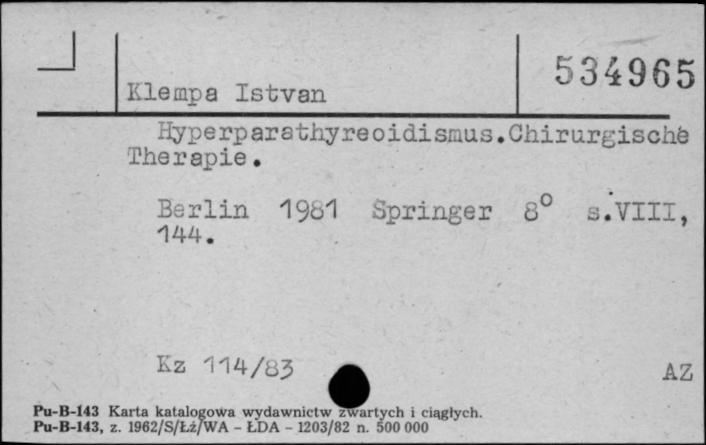 534965
Klempa Istvan
Hyperparathyreoidismus.Chirurgische
Therapie.
Berlin 1981 Springer 8° s.VIII,
144.
Kz 114/83
AZ
Pu-B-143 Karta katalogowa wydawnictw zwartych i ciągłych.
Pu-B-143, z. 1962/S/Łż/WA - ŁDA - 1203/82 n. 500 000